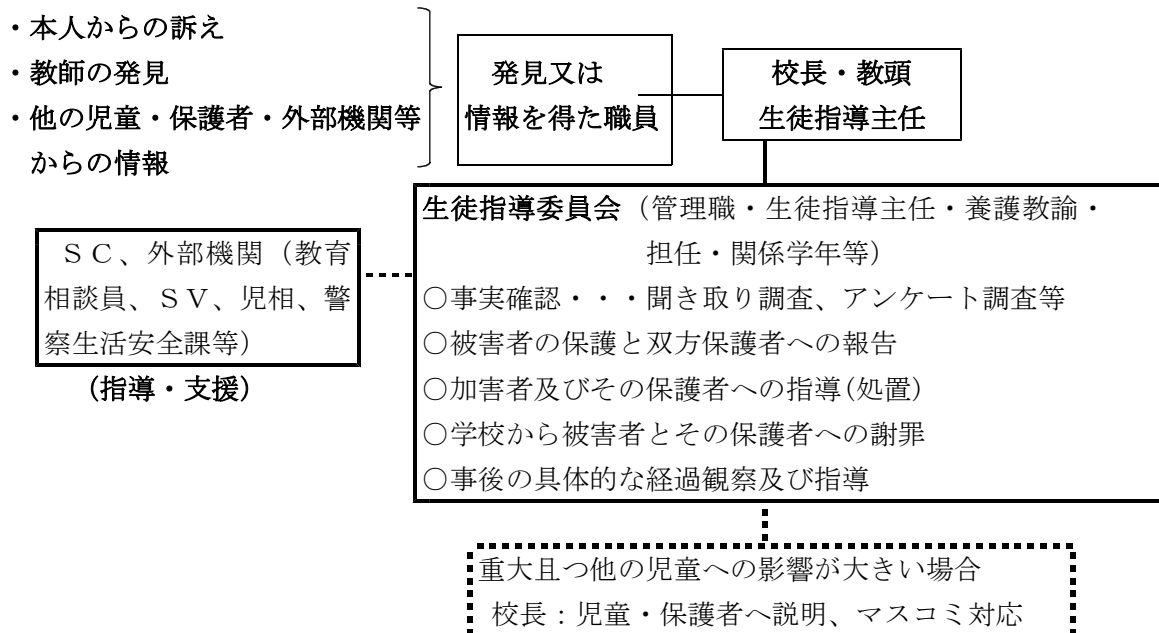 ・本人からの訴え
・教師の発見
・他の児童・保護者・外部機関等
からの情報
発見又は
情報を得た職員
校長・教頭
生徒指導主任
生徒指導委員会（管理職・生徒指導主任・養護教諭・
担任・関係学年等）
○事実確認・・・聞き取り調査、アンケート調査等
○被害者の保護と双方保護者への報告
○加害者及びその保護者への指導(処置)
○学校から被害者とその保護者への謝罪
○事後の具体的な経過観察及び指導
ＳＣ、外部機関（教育
相談員、ＳＶ、児相、警
察生活安全課等）
(指導・支援)
重大且つ他の児童への影響が大きい場合
校長：児童・保護者へ説明、マスコミ対応